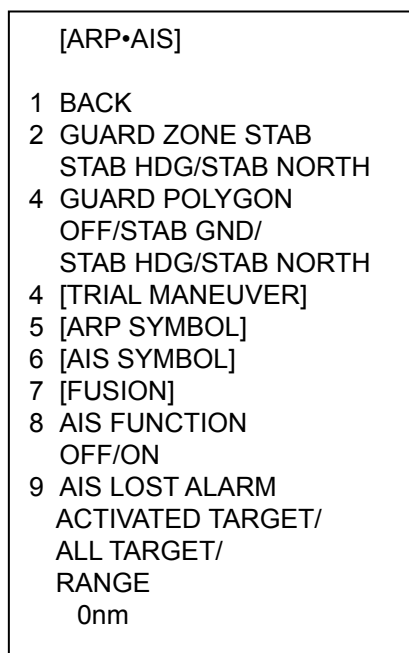 [ARP•AIS]
1 BACK
2 GUARD ZONE STAB
STAB HDG/STAB NORTH
4 GUARD POLYGON
OFF/STAB GND/
STAB HDG/STAB NORTH
4 [TRIAL MANEUVER]
5 [ARP SYMBOL]
6 [AIS SYMBOL]
7 [FUSION]
8 AIS FUNCTION
OFF/ON
9 AIS LOST ALARM
ACTIVATED TARGET/
ALL TARGET/
RANGE
0nm